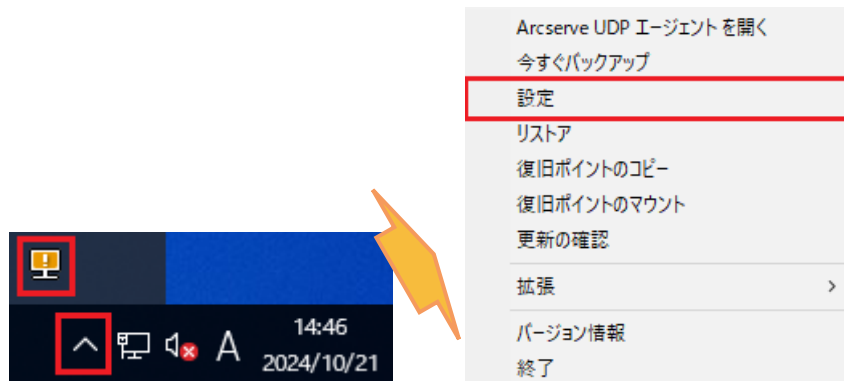 Arcserve UDP エージェント を開く
今すぐバックアップ
設定
リストア
復旧ポイントのコピー
復旧ポイントのマウント
更新の確認
拡張
バージョン情報
終了
A
14:46
2024/10/21